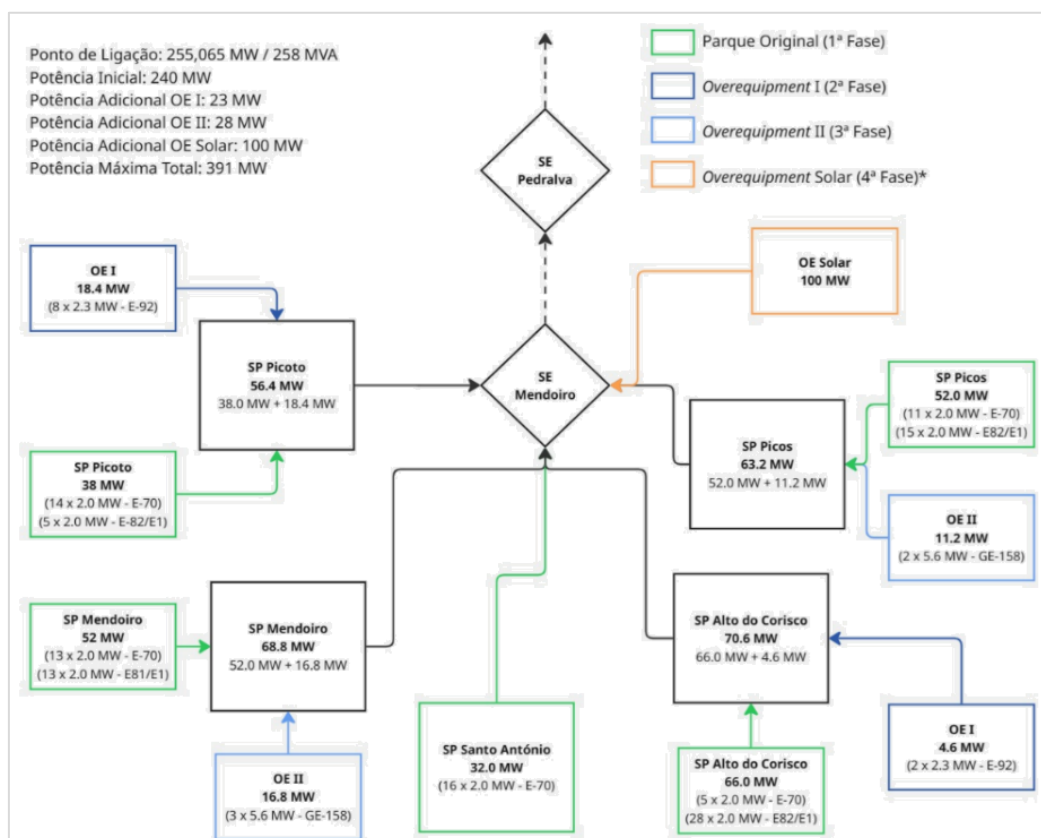 Ponto de Ligação: 255,065 MW / 258 MVA
Potência Inicial: 240 MW
Potência Adicional OE I: 23 MW
Potência Adicional OE II: 28 MW
Potência Adicional OE Solar: 100 MW
Potência Máxima Total: 391 MW
Parque Original (1ª Fase)
Overequipment I (2ª Fase)
Overequipment II (3ª Fase)
Overequipment Solar (4ª Fase)*
SE
Pedralva
OE I
18.4 MW
(8 x 2.3 MW - E-92)
OE Solar
100 MW
SP Picoto
56.4 MW
38.0 MW + 18.4 MW
SE
Mendoiro
SP Picos
52.0 MW
(11 x 2.0 MW - E-70)
(15 x 2.0 MW - E82/E1)
SP Picos
63.2 MW
52.0 MW + 11.2 MW
SP Picoto
38 MW
(14 x 2.0 MW - E-70)
(5 x 2.0 MW - E-82/E1)
OE II
11.2 MW
(2 x 5.6 MW - GE-158)
SP Mendoiro
52 MW
(13 x 2.0 MW - E-70)
(13 x 2.0 MW - E81/E1)
SP Mendoiro
68.8 MW
52.0 MW + 16.8 MW
SP Alto do Corisco
70.6 MW
66.0 MW + 4.6 MW
OE II
16.8 MW
(3 x 5.6 MW - GE-158)
SP Santo António
32.0 MW
(16 x 2.0 MW - E-70)
SP Alto do Corisco
66.0 MW
(5 x 2.0 MW - E-70)
(28 x 2.0 MW - E82/E1)
OE I
4.6 MW
(2 x 2.3 MW - E-92)